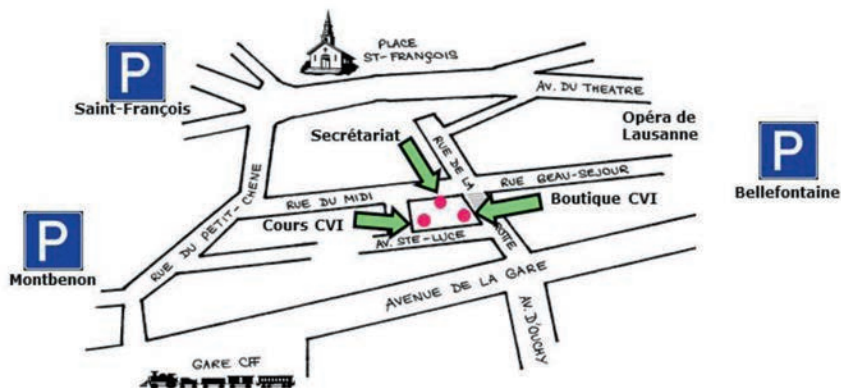 PLACE
ST-FRANÇOIS
P
Saint-François
AV. DU THEATRE
Opéra de
Lausanne
Secrétariat
P
Bellefontaine
RUE DE LA
GROTTE
RUE BEAU-SEJOUR
RUE DU MIDI
Boutique CVI
Cours CVI
AV. STE-LUCE
RUE DU PETIT-CHENE
P
Montbenon
AVENUE DE LA GARE
AV. D'OUCHY
GARE CFF